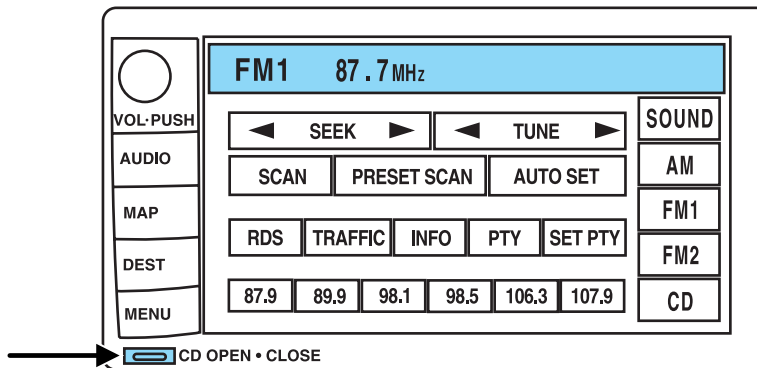 FM1 87.7MHz
VOL·PUSH
AUDIO
MAP
DEST
MENU
SEEK TUNE
SCAN PRESET SCAN AUTO SET
RDS TRAFFIC INFO PTY SET PTY
87.9 89.9 98.1 98.5 106.3 107.9
SOUND
AM
FM1
FM2
CD
CD OPEN • CLOSE